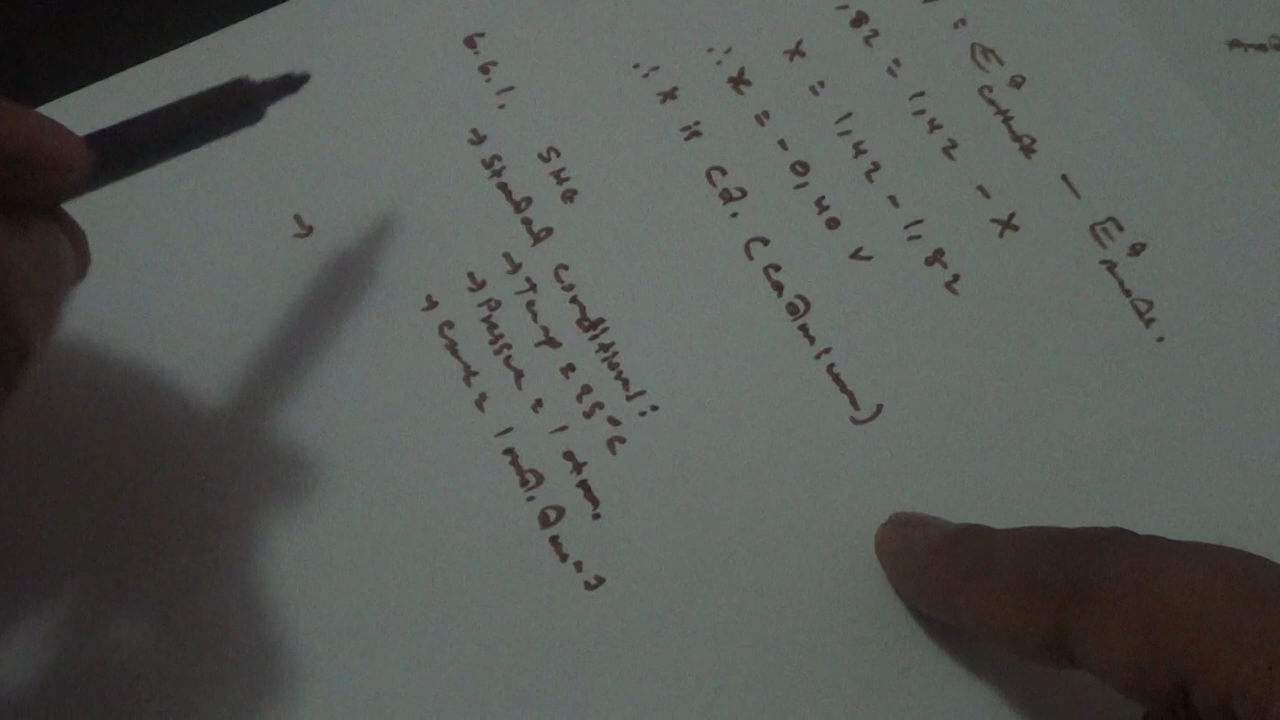 = E° cathode - E° anode.
,82 = 1,42 - x
x = 1,42 - 1,82
∴ x = -0,40 V
∴ x is Cd. (Cadmium)
6.6.1. SHE
→ Standard conditions:
→ Temp = 25°C
→ Pressure = 1 atm.
→ Conc = 1 mol.dm-3
→